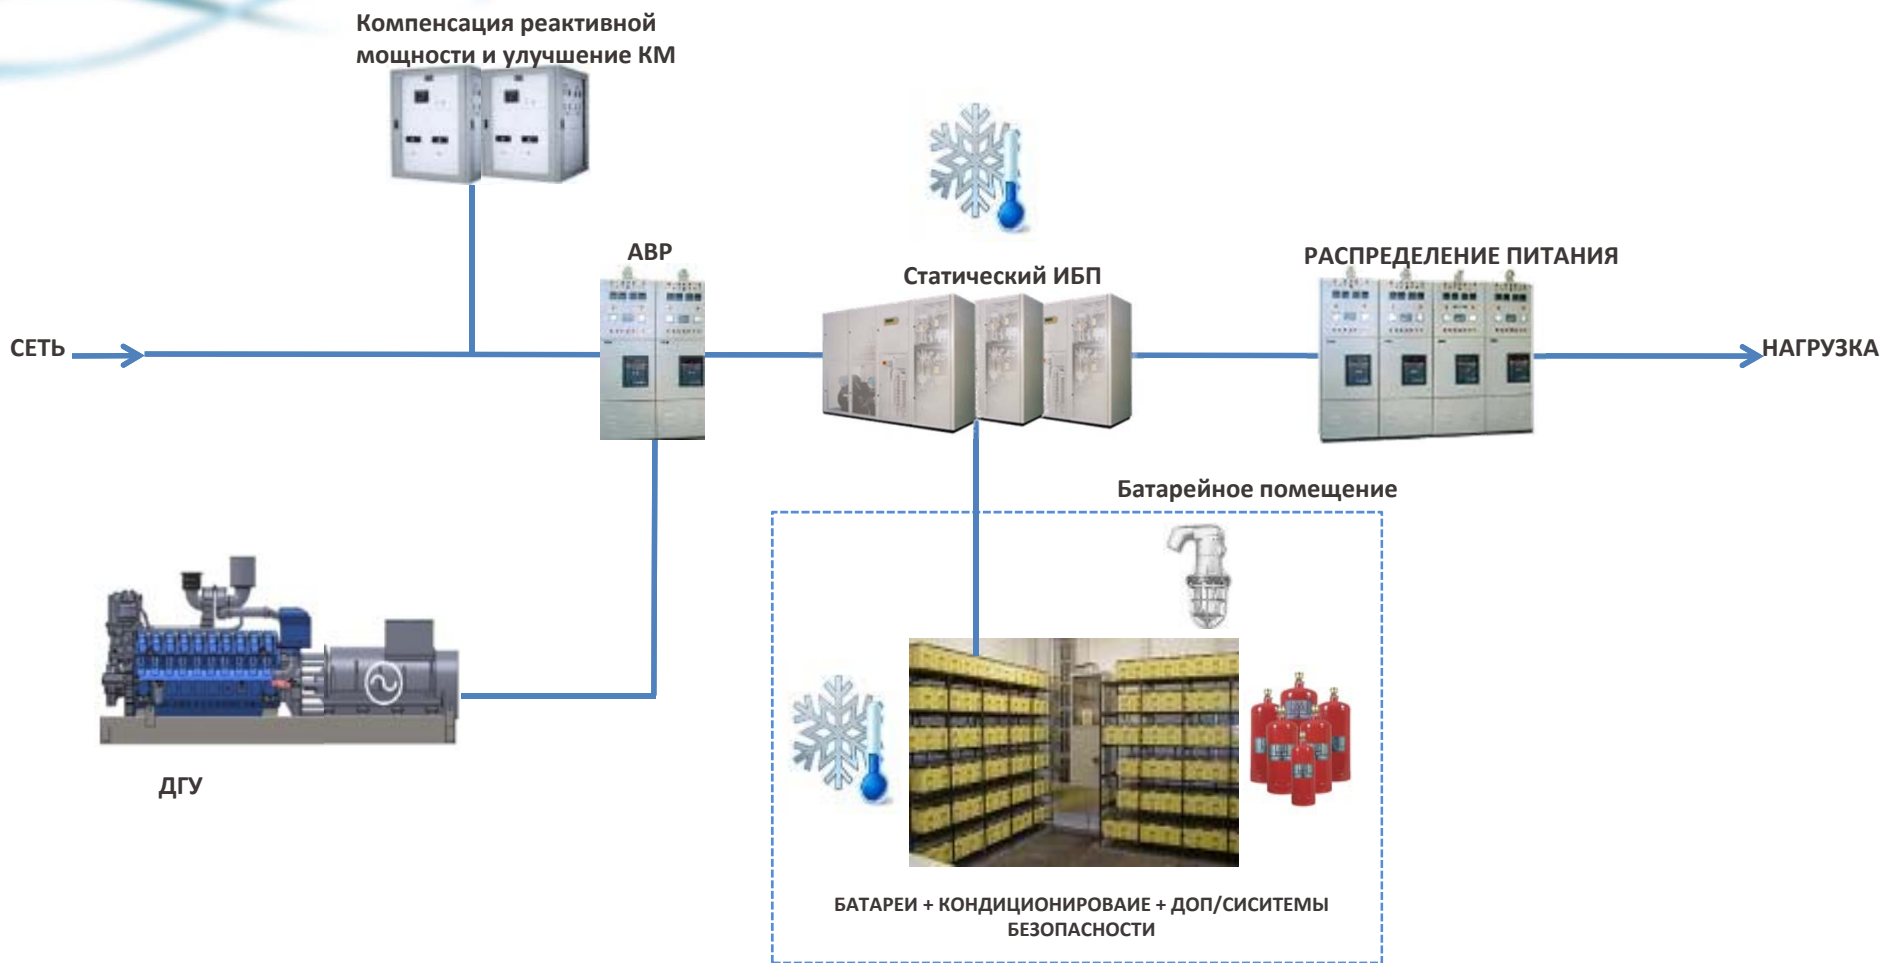 Компенсация реактивной
мощности и улучшение КМ
АВР
Статический ИБП
РАСПРЕДЕЛЕНИЕ ПИТАНИЯ
СЕТЬ
НАГРУЗКА
Батарейное помещение
ДГУ
БАТАРЕИ + КОНДИЦИОНИРОВАИЕ + ДОП/СИСИТЕМЫ
БЕЗОПАСНОСТИ